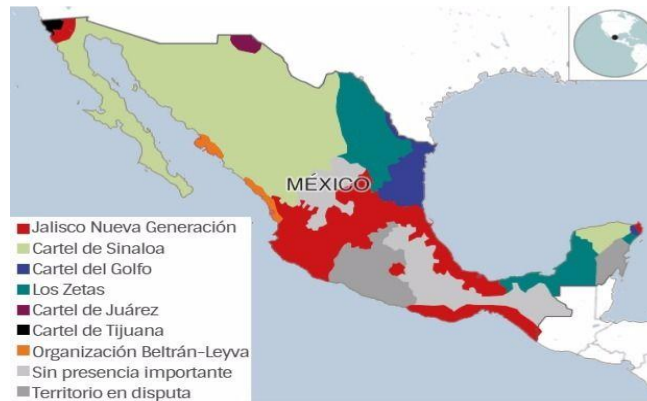 MÉXICO
Jalisco Nueva Generación
Cartel de Sinaloa
Cartel del Golfo
Los Zetas
Cartel de Juárez
Cartel de Tijuana
Organización Beltrán-Leyva
Sin presencia importante
Territorio en disputa